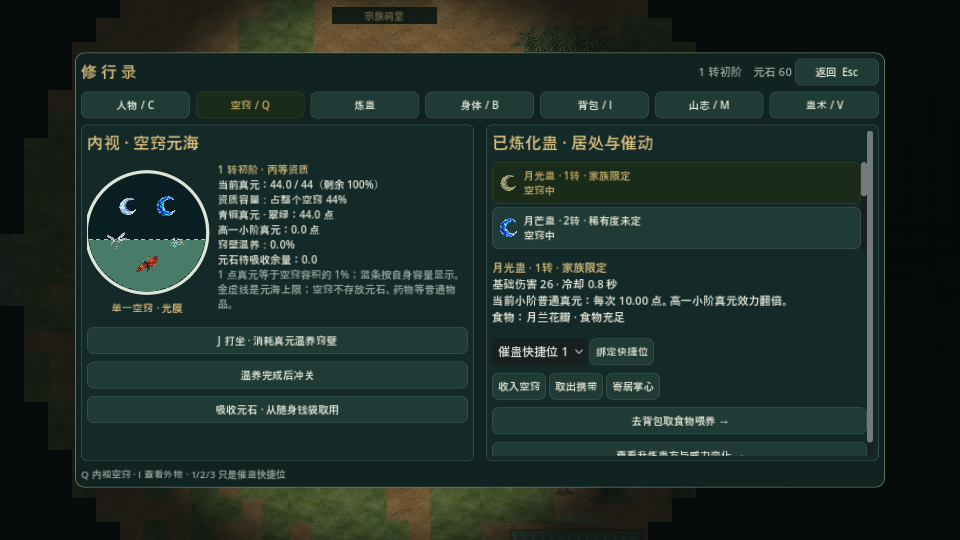 宗族祠堂
修行录
1 转初阶 元石 60 返回 Esc
人物 / C 空窍 / Q 炼蛊 身体 / B 背包 / I 山志 / M 蛊术 / V
内视 · 空窍元海
1 转初阶 · 丙等资质
当前真元：44.0 / 44（剩余 100%）
资质容量：占整个空窍 44%
青铜真元 · 翠绿：44.0 点
高一小阶真元：0.0 点
窍壁温养：0.0%
元石待吸收余量：0.0
1 点真元等于空窍容积的 1%；蓝条按自身容量显示。
金虚线是元海上限；空窍不存放元石、药物等普通物
品。
单一空窍 · 光膜
J 打坐 · 消耗真元温养窍壁
温养完成后冲关
吸收元石 · 从随身钱袋取用
已炼化蛊 · 居处与催动
月光蛊 · 1转 · 家族限定
空窍中
月芒蛊 · 2转 · 稀有度未定
空窍中
月光蛊 · 1转 · 家族限定
基础伤害 26 · 冷却 0.8 秒
当前小阶普通真元：每次 10.00 点。高一小阶真元效力翻倍。
食物：月兰花瓣 · 食物充足
催蛊快捷位 1 绑定快捷位
收入空窍 取出携带 寄居掌心
去背包取食物喂养 →
Q 内视空窍 · I 查看外物 · 1/2/3 只是催蛊快捷位